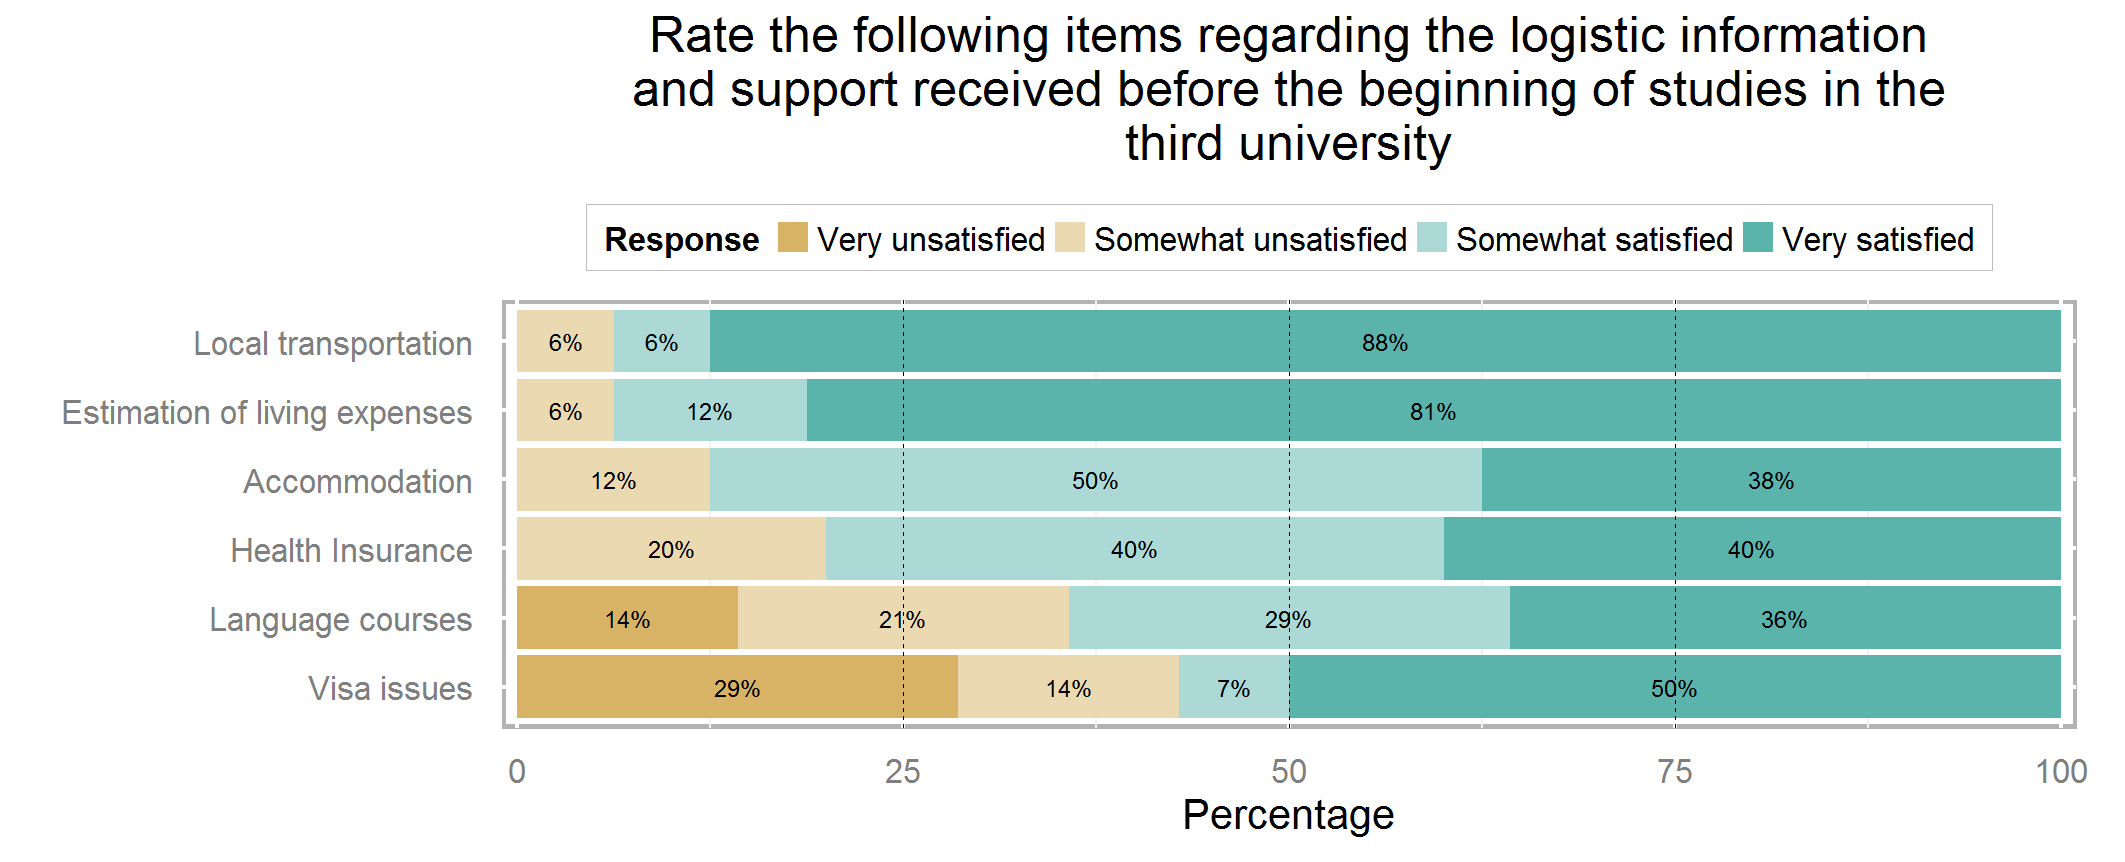 Rate the following items regarding the logistic information
and support received before the beginning of studies in the
third university
Response Very unsatisfied Somewhat unsatisfied Somewhat satisfied Very satisfied
Local transportation 6% 6% 88%
Estimation of living expenses 6% 12% 81%
Accommodation 12% 50% 38%
Health Insurance 20% 40% 40%
Language courses 14% 21% 29% 36%
Visa issues 29% 14% 7% 50%
0 25 50 75 100
Percentage